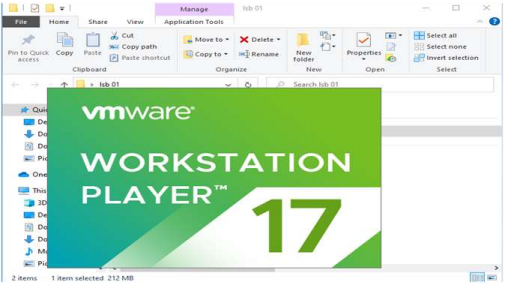 Manage
lsb 01
File Home Share View Application Tools
Pin to Quick access
Copy
Paste
Cut
Copy path
Paste shortcut
Move to
Copy to
Delete
Rename
New folder
Properties
Open
Select all
Select none
Invert selection
Clipboard Organize New Open Select
lsb 01
Search lsb 01
Quic
De
Do
Do
Pic
One
This
3D
De
Do
Do
Mu
Pic
vmware®
WORKSTATION
PLAYER™
17
2 items 1 item selected 212 MB